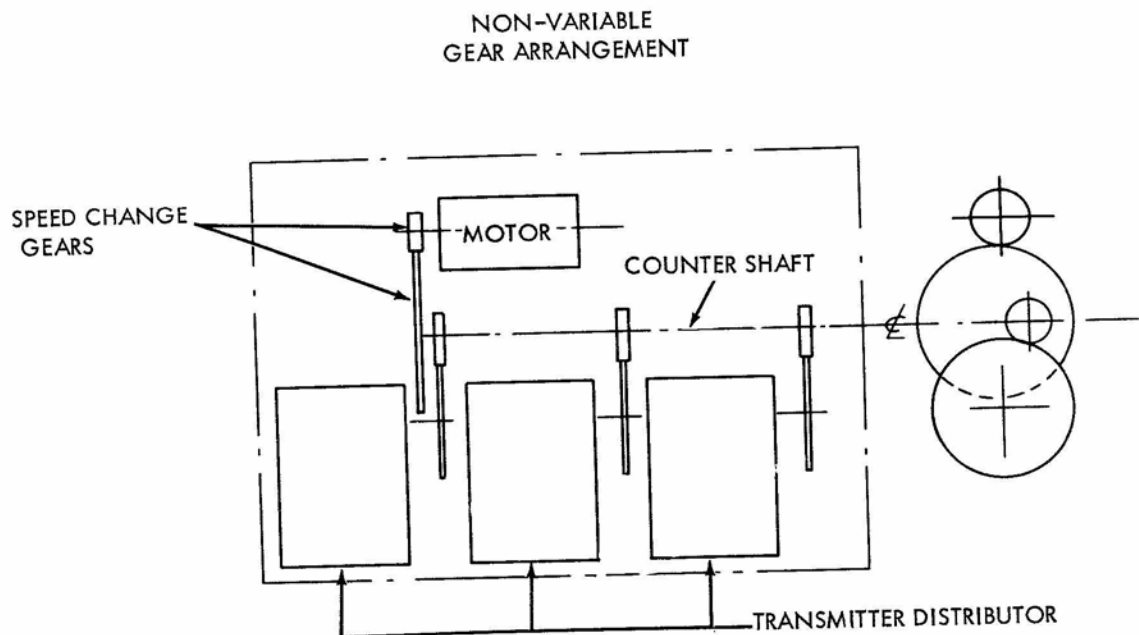 NON-VARIABLE
GEAR ARRANGEMENT
SPEED CHANGE
GEARS
MOTOR
COUNTER SHAFT
℄
TRANSMITTER DISTRIBUTOR